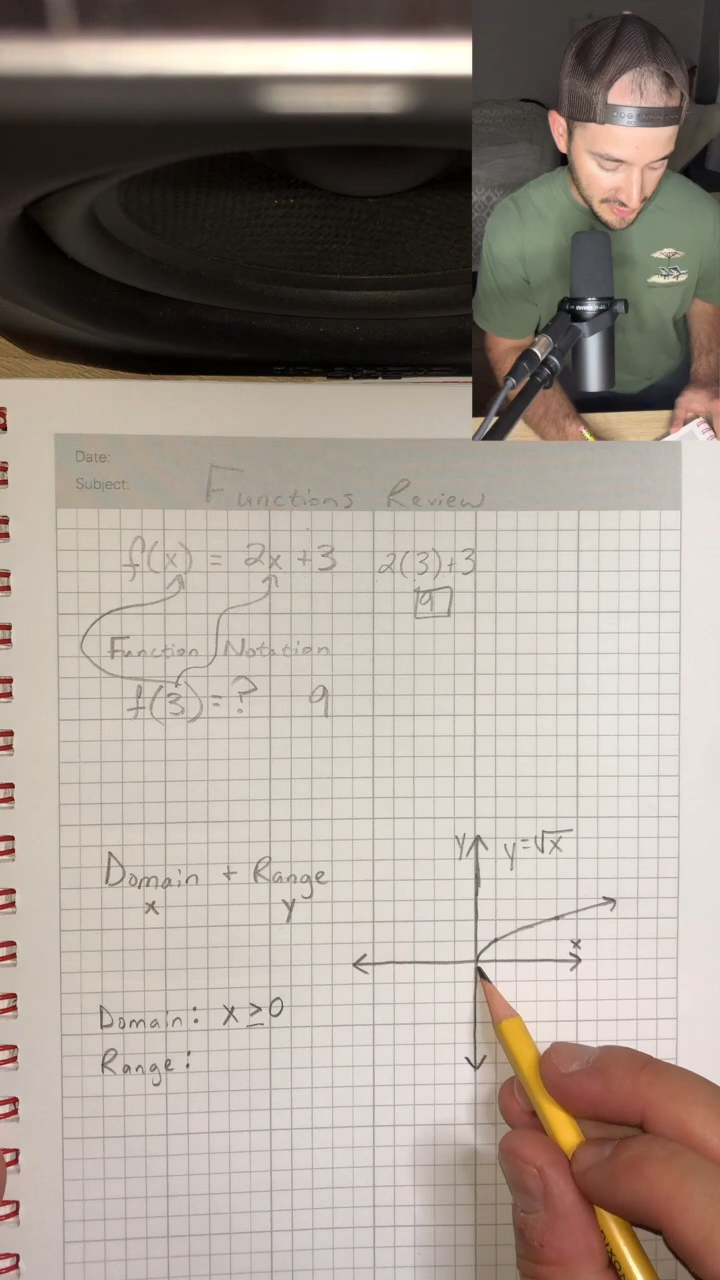 Date:
Subject:
Functions Review
f(x) = 2x + 3
2(3)+3
9
Function Notation
f(3) = ? 9
y
y=√x
Domain + Range
x y
x
Domain: x ≥ 0
Range: